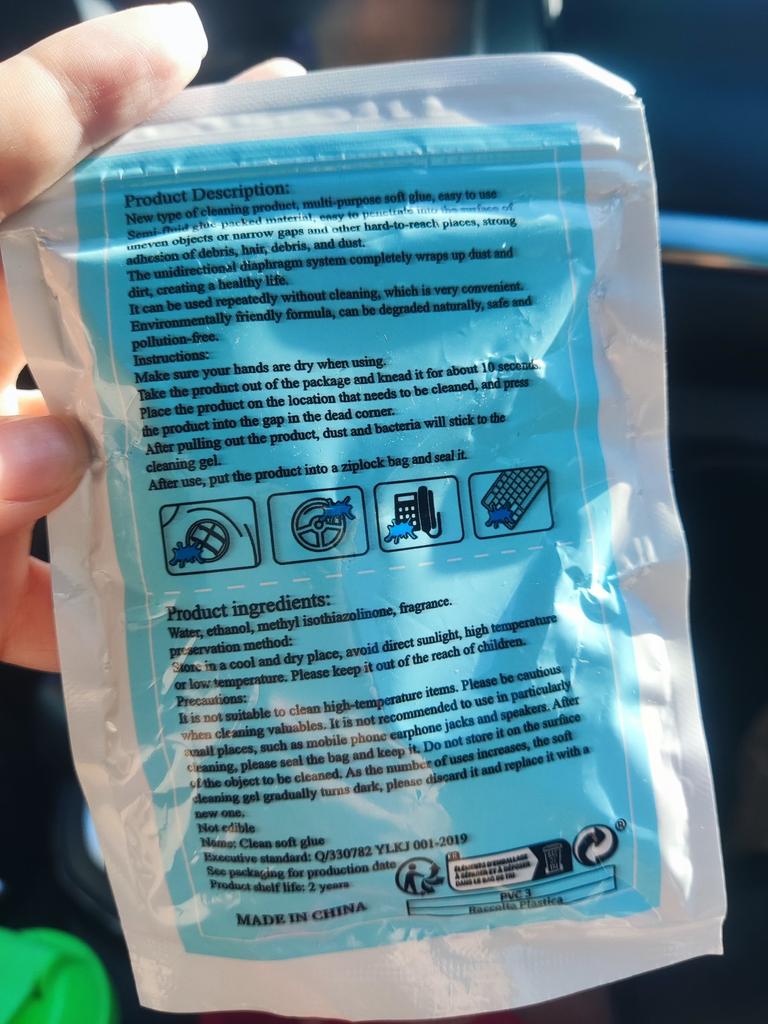 Product Description:
New type of cleaning product, multi-purpose soft glue, easy to use
Semi-fluid glue-packed material, easy to penetrate into the surface of
uneven objects or narrow gaps and other hard-to-reach places, strong
adhesion of debris, hair, debris, and dust.
The unidirectional diaphragm system completely wraps up dust and
dirt, creating a healthy life.
It can be used repeatedly without cleaning, which is very convenient.
Environmentally friendly formula, can be degraded naturally, safe and
pollution-free.
Instructions:
Make sure your hands are dry when using.
Take the product out of the package and knead it for about 10 seconds.
Place the product on the location that needs to be cleaned, and press
the product into the gap in the dead corner.
After pulling out the product, dust and bacteria will stick to the
cleaning gel.
After use, put the product into a ziplock bag and seal it.
Product ingredients:
Water, ethanol, methyl isothiazolinone, fragrance.
preservation method:
Store in a cool and dry place, avoid direct sunlight, high temperature
or low temperature. Please keep it out of the reach of children.
Precautions:
It is not suitable to clean high-temperature items. Please be cautious
when cleaning valuables. It is not recommended to use in particularly
small places, such as mobile phone earphone jacks and speakers. After
cleaning, please seal the bag and keep it. Do not store it on the surface
of the object to be cleaned. As the number of uses increases, the soft
cleaning gel gradually turns dark, please discard it and replace it with a
new one.
Not edible
Name: Clean soft glue
Executive standard: Q/330782 YLKJ 001-2019
See packaging for production date
Product shelf life: 2 years
MADE IN CHINA
FR
ÉLÉMENTS D'EMBALLAGE
À SÉPARER ET À DÉPOSER
DANS LE BAC DE TRI
®
PVC 3
Raccolta Plastica